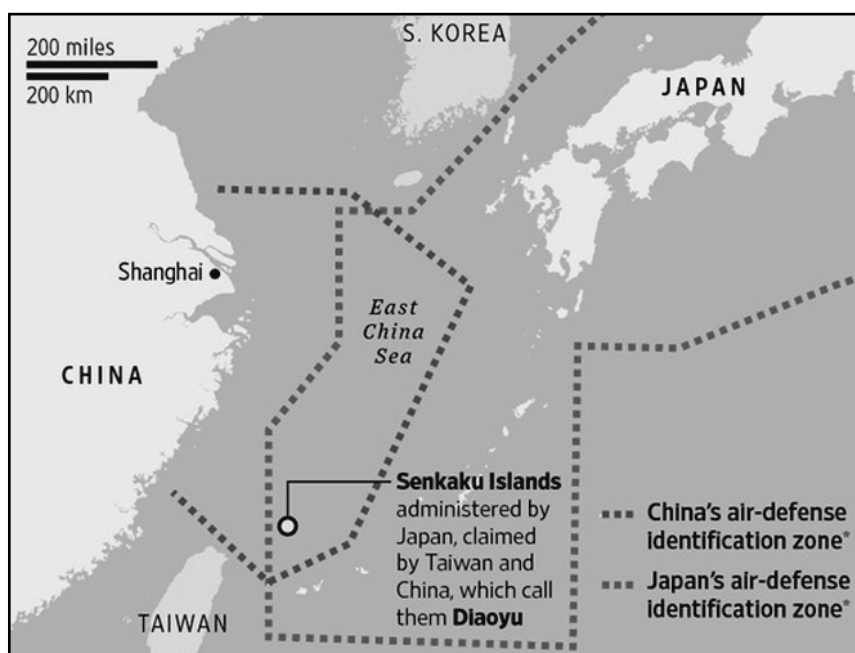 200 miles
200 km
S. KOREA
JAPAN
Shanghai
East
China
Sea
CHINA
Senkaku Islands
administered by
Japan, claimed
by Taiwan and
China, which call
them Diaoyu
China's air-defense
identification zone*
Japan's air-defense
identification zone*
TAIWAN